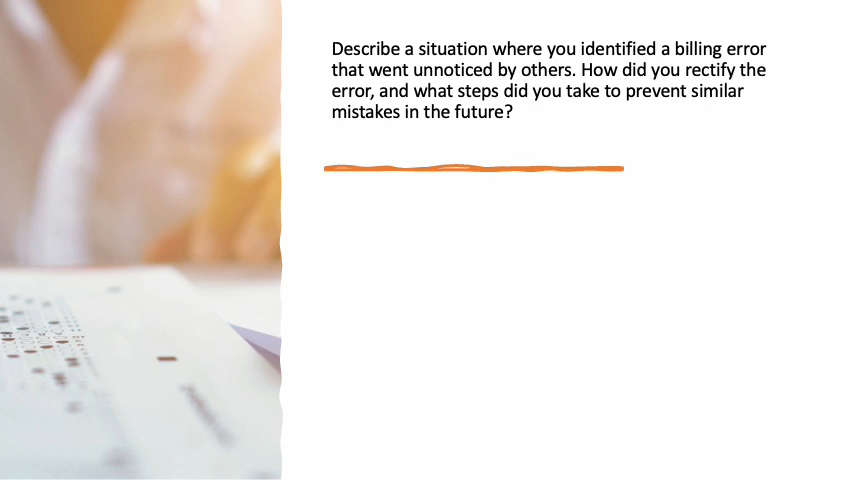 Describe a situation where you identified a billing error
that went unnoticed by others. How did you rectify the
error, and what steps did you take to prevent similar
mistakes in the future?